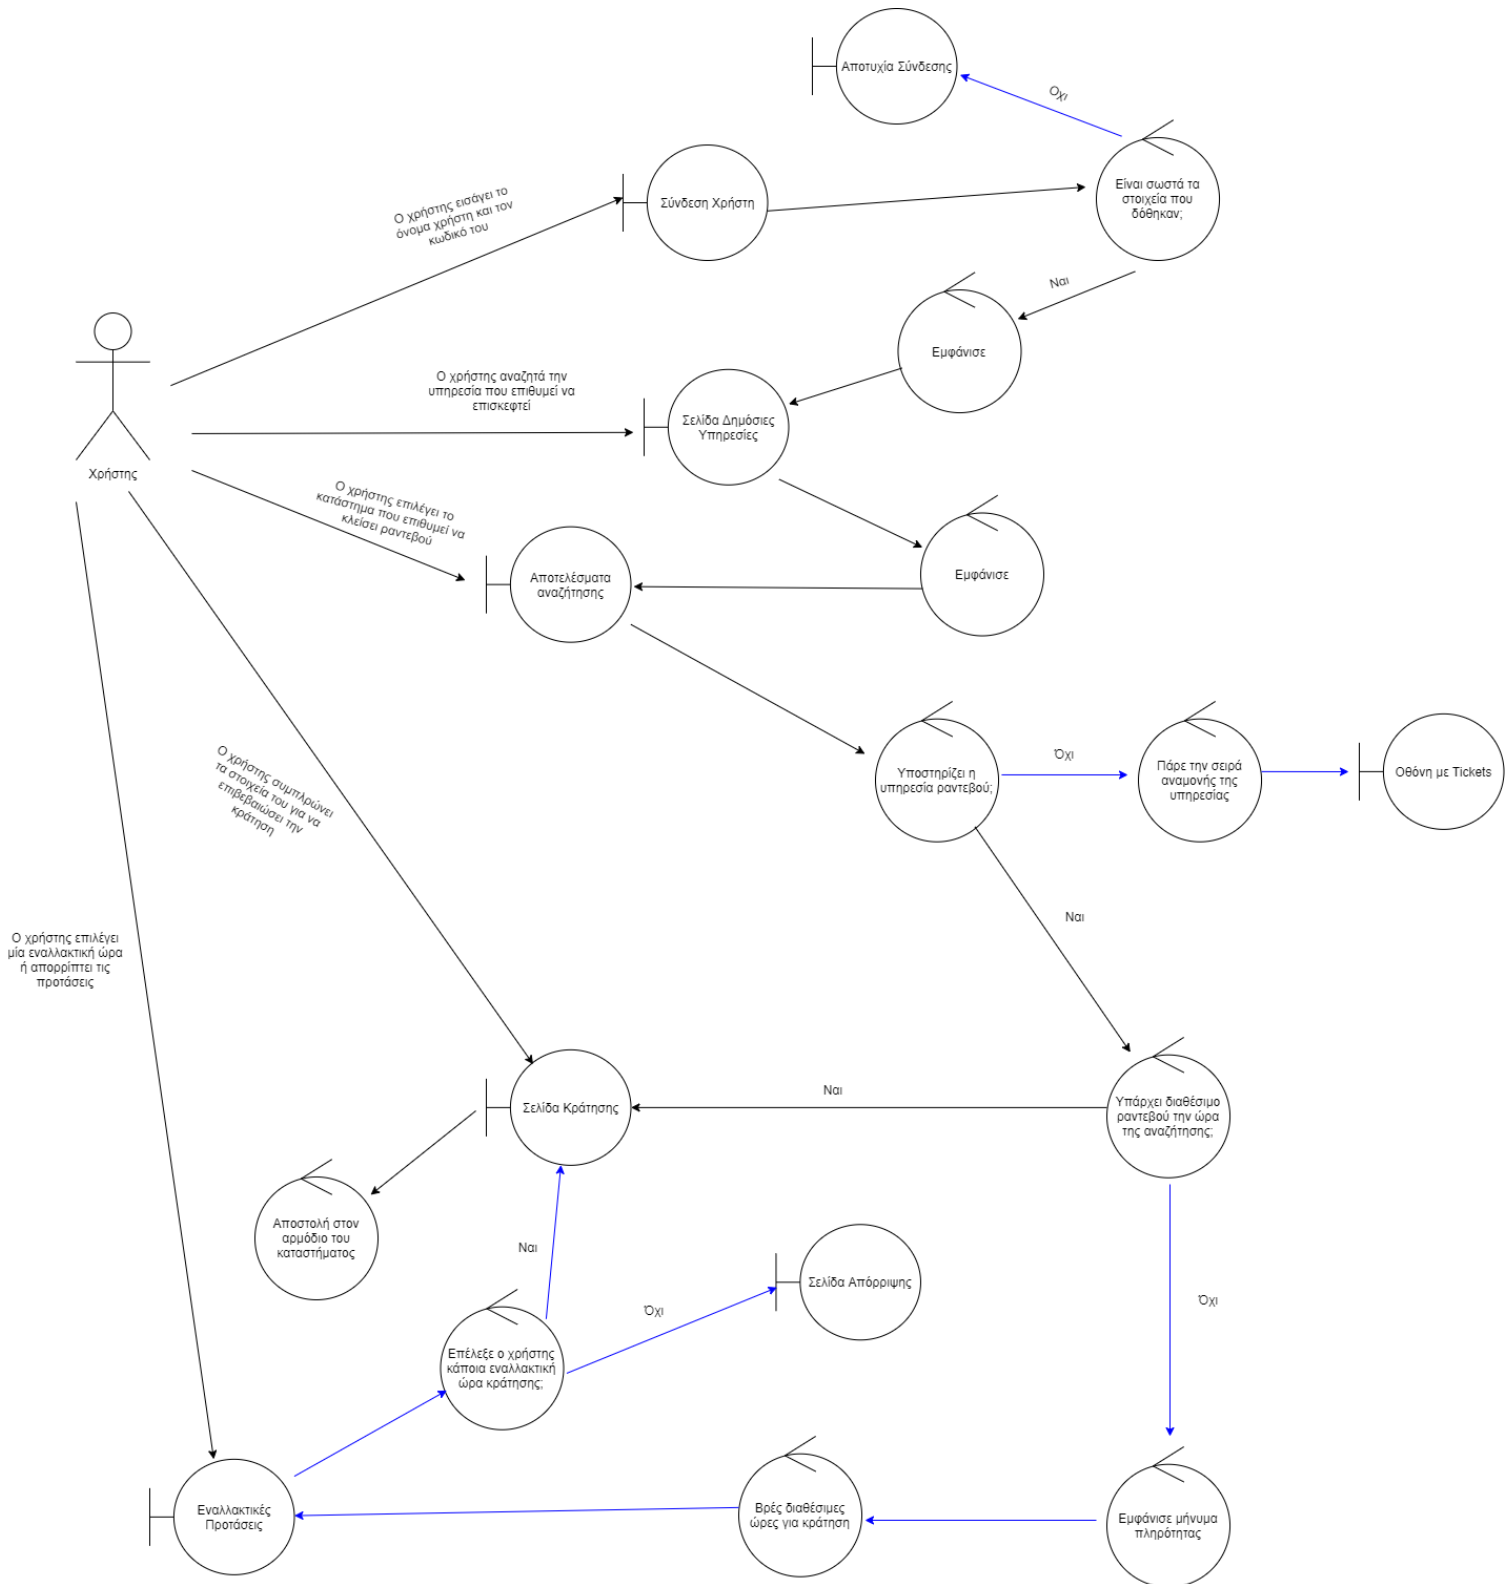 Αποτυχία Σύνδεσης
Οχι
Είναι σωστά τα
στοιχεία που
δόθηκαν;
Ο χρήστης εισάγει το
όνομα χρήστη και τον
κωδικό του
Σύνδεση Χρήστη
Ναι
Εμφάνισε
Ο χρήστης αναζητά την
υπηρεσία που επιθυμεί να
επισκεφτεί
Σελίδα Δημόσιες
Υπηρεσίες
Χρήστης
Ο χρήστης επιλέγει το
κατάστημα που επιθυμεί να
κλείσει ραντεβού
Αποτελέσματα
αναζήτησης
Εμφάνισε
Υποστηρίζει η
υπηρεσία ραντεβού;
Όχι
Πάρε την σειρά
αναμονής της
υπηρεσίας
Οθόνη με Tickets
Ο χρήστης συμπλρώνει
τα στοιχεία του για να
επιβεβαιώσει την
κράτηση
Ναι
Ο χρήστης επιλέγει
μία εναλλακτική ώρα
ή απορρίπτει τις
προτάσεις
Σελίδα Κράτησης
Ναι
Υπάρχει διαθέσιμο
ραντεβού την ώρα
της αναζήτησης;
Αποστολή στον
αρμόδιο του
καταστήματος
Ναι
Σελίδα Απόρριψης
Όχι
Όχι
Επέλεξε ο χρήστης
κάποια εναλλακτική
ώρα κράτησης;
Εναλλακτικές
Προτάσεις
Βρές διαθέσιμες
ώρες για κράτηση
Εμφάνισε μήνυμα
πληρότητας